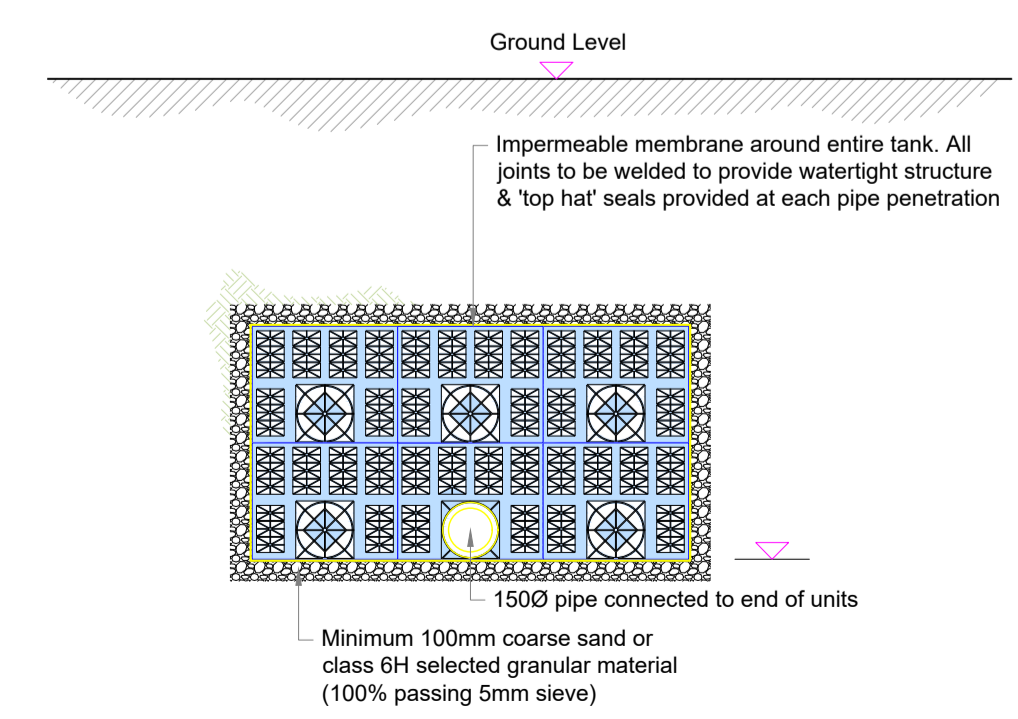 Ground Level
Impermeable membrane around entire tank. All
joints to be welded to provide watertight structure
& 'top hat' seals provided at each pipe penetration
150Ø pipe connected to end of units
Minimum 100mm coarse sand or
class 6H selected granular material
(100% passing 5mm sieve)